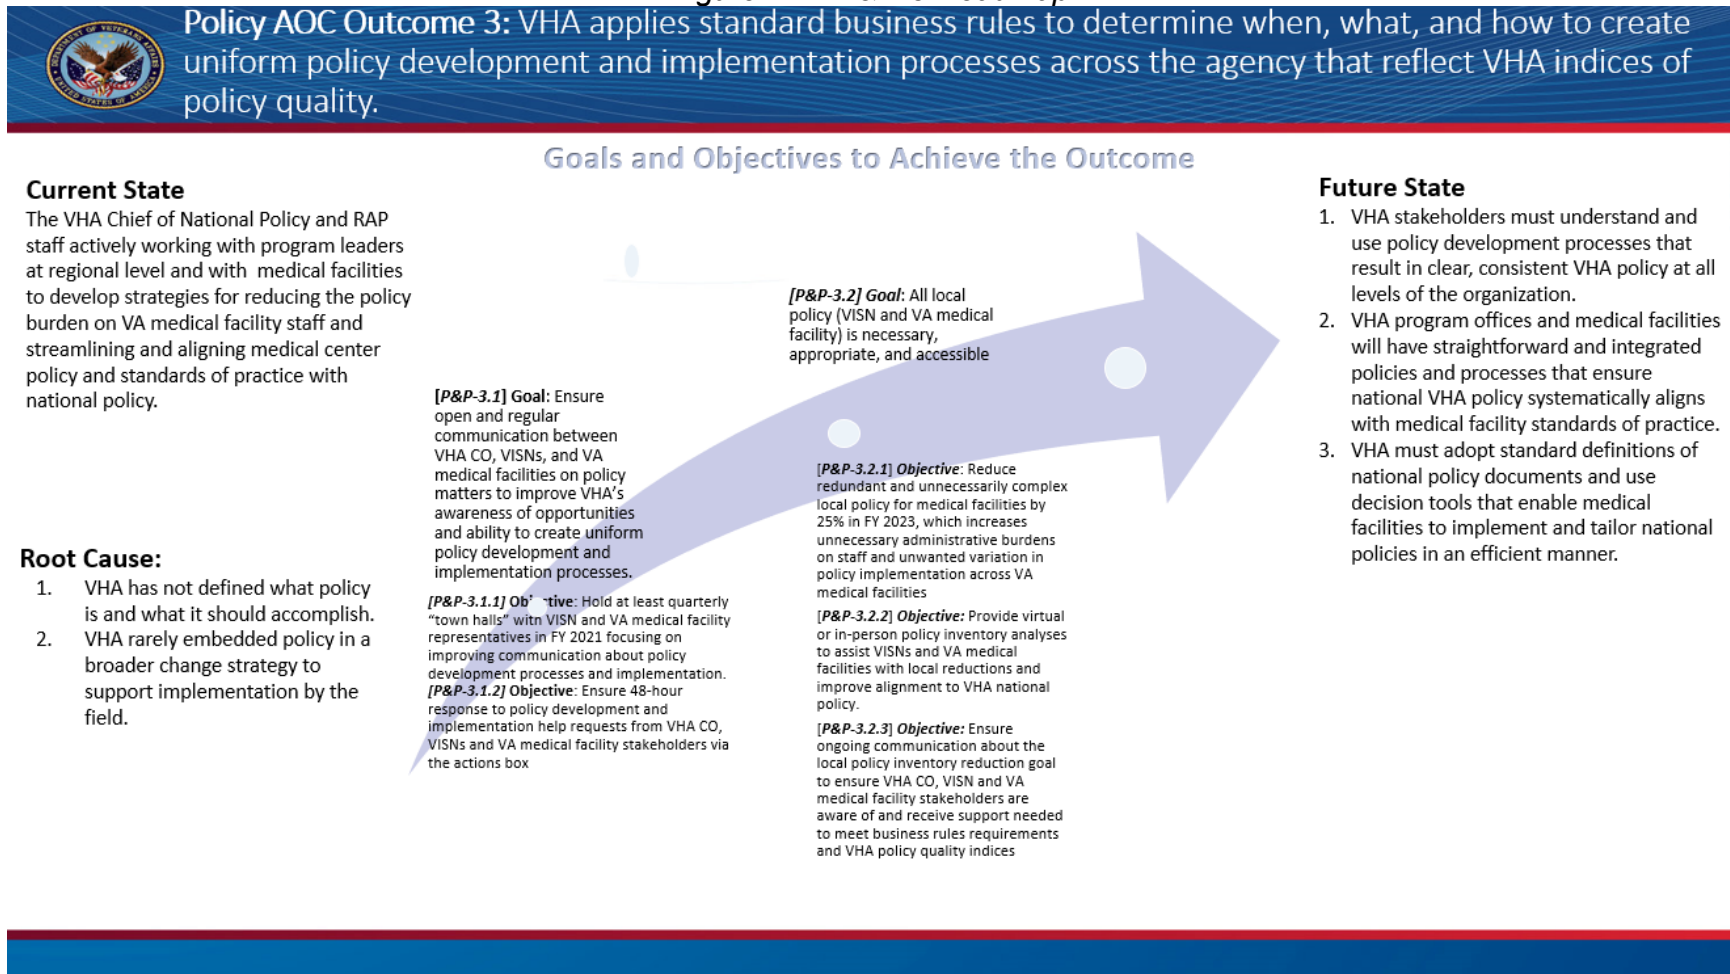 Policy AOC Outcome 3: VHA applies standard business rules to determine when, what, and how to create
uniform policy development and implementation processes across the agency that reflect VHA indices of
policy quality.
Goals and Objectives to Achieve the Outcome
Current State
The VHA Chief of National Policy and RAP
staff actively working with program leaders
at regional level and with medical facilities
to develop strategies for reducing the policy
burden on VA medical facility staff and
streamlining and aligning medical center
policy and standards of practice with
national policy.
Root Cause:
1. VHA has not defined what policy
is and what it should accomplish.
2. VHA rarely embedded policy in a
broader change strategy to
support implementation by the
field.
[P&P-3.1] Goal: Ensure
open and regular
communication between
VHA CO, VISNs, and VA
medical facilities on policy
matters to improve VHA's
awareness of opportunities
and ability to create uniform
policy development and
implementation processes.
[P&P-3.1.1] Objective: Hold at least quarterly
"town halls" with VISN and VA medical facility
representatives in FY 2021 focusing on
improving communication about policy
development processes and implementation.
[P&P-3.1.2] Objective: Ensure 48-hour
response to policy development and
implementation help requests from VHA CO,
VISNs and VA medical facility stakeholders via
the actions box
[P&P-3.2] Goal: All local
policy (VISN and VA medical
facility) is necessary,
appropriate, and accessible
[P&P-3.2.1] Objective: Reduce
redundant and unnecessarily complex
local policy for medical facilities by
25% in FY 2023, which increases
unnecessary administrative burdens
on staff and unwanted variation in
policy implementation across VA
medical facilities
[P&P-3.2.2] Objective: Provide virtual
or in-person policy inventory analyses
to assist VISNs and VA medical
facilities with local reductions and
improve alignment to VHA national
policy.
[P&P-3.2.3] Objective: Ensure
ongoing communication about the
local policy inventory reduction goal
to ensure VHA CO, VISN and VA
medical facility stakeholders are
aware of and receive support needed
to meet business rules requirements
and VHA policy quality indices
Future State
1. VHA stakeholders must understand and
use policy development processes that
result in clear, consistent VHA policy at all
levels of the organization.
2. VHA program offices and medical facilities
will have straightforward and integrated
policies and processes that ensure
national VHA policy systematically aligns
with medical facility standards of practice.
3. VHA must adopt standard definitions of
national policy documents and use
decision tools that enable medical
facilities to implement and tailor national
policies in an efficient manner.